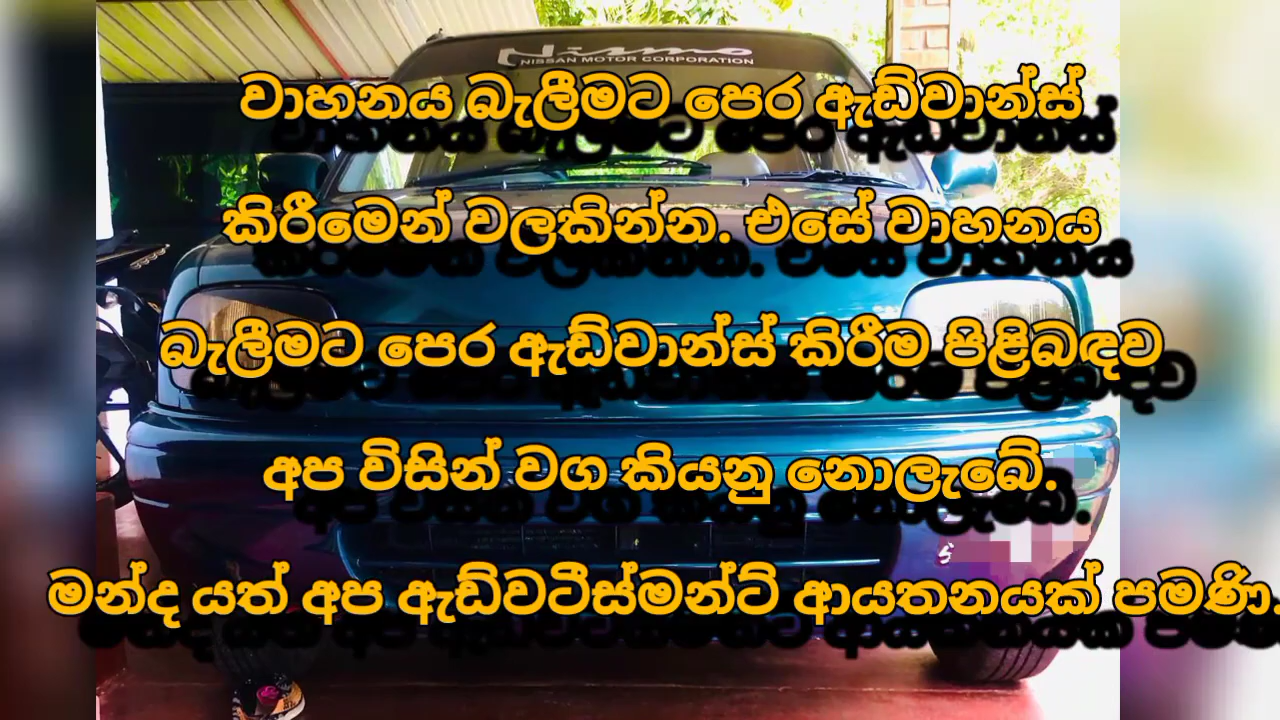 Nismo
NISSAN MOTOR CORPORATION
වාහනය බැලීමට පෙර ඇඩ්වාන්ස්
කිරීමෙන් වලකින්න. එසේ වාහනය
බැලීමට පෙර ඇඩ්වාන්ස් කිරීම පිළිබඳව
අප විසින් වග කියනු නොලැබේ.
මන්ද යත් අප ඇඩ්වටීස්මන්ට් ආයතනයක් පමණි.